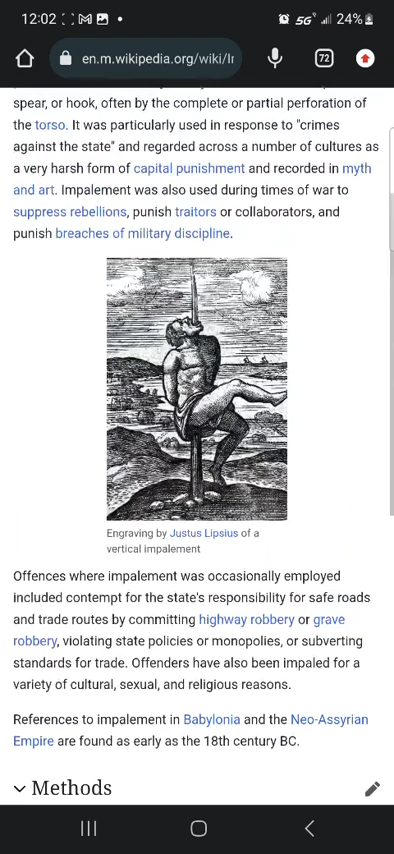 12:02
5G
24%
en.m.wikipedia.org/wiki/Ir
72
spear, or hook, often by the complete or partial perforation of
the torso. It was particularly used in response to "crimes
against the state" and regarded across a number of cultures as
a very harsh form of capital punishment and recorded in myth
and art. Impalement was also used during times of war to
suppress rebellions, punish traitors or collaborators, and
punish breaches of military discipline.
Engraving by Justus Lipsius of a
vertical impalement
Offences where impalement was occasionally employed
included contempt for the state's responsibility for safe roads
and trade routes by committing highway robbery or grave
robbery, violating state policies or monopolies, or subverting
standards for trade. Offenders have also been impaled for a
variety of cultural, sexual, and religious reasons.
References to impalement in Babylonia and the Neo-Assyrian
Empire are found as early as the 18th century BC.
Methods